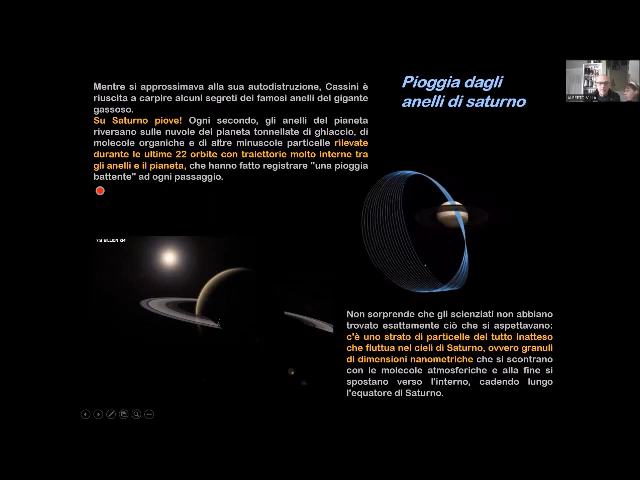 Mentre si approssimava alla sua autodistruzione, Cassini è
riuscita a carpire alcuni segreti dei famosi anelli del gigante
gassoso.
Su Saturno piove! Ogni secondo, gli anelli del pianeta
riversano sulle nuvole del pianeta tonnellate di ghiaccio, di
molecole organiche e di altre minuscole particelle rilevate
durante le ultime 22 orbite con traiettorie molto interne tra
gli anelli e il pianeta, che hanno fatto registrare "una pioggia
battente" ad ogni passaggio.
Pioggia dagli
anelli di saturno
Non sorprende che gli scienziati non abbiano
trovato esattamente ciò che si aspettavano:
c'è uno strato di particelle del tutto inatteso
che fluttua nei cieli di Saturno, ovvero granuli
di dimensioni nanometriche che si scontrano
con le molecole atmosferiche e alla fine si
spostano verso l'interno, cadendo lungo
l'equatore di Saturno.